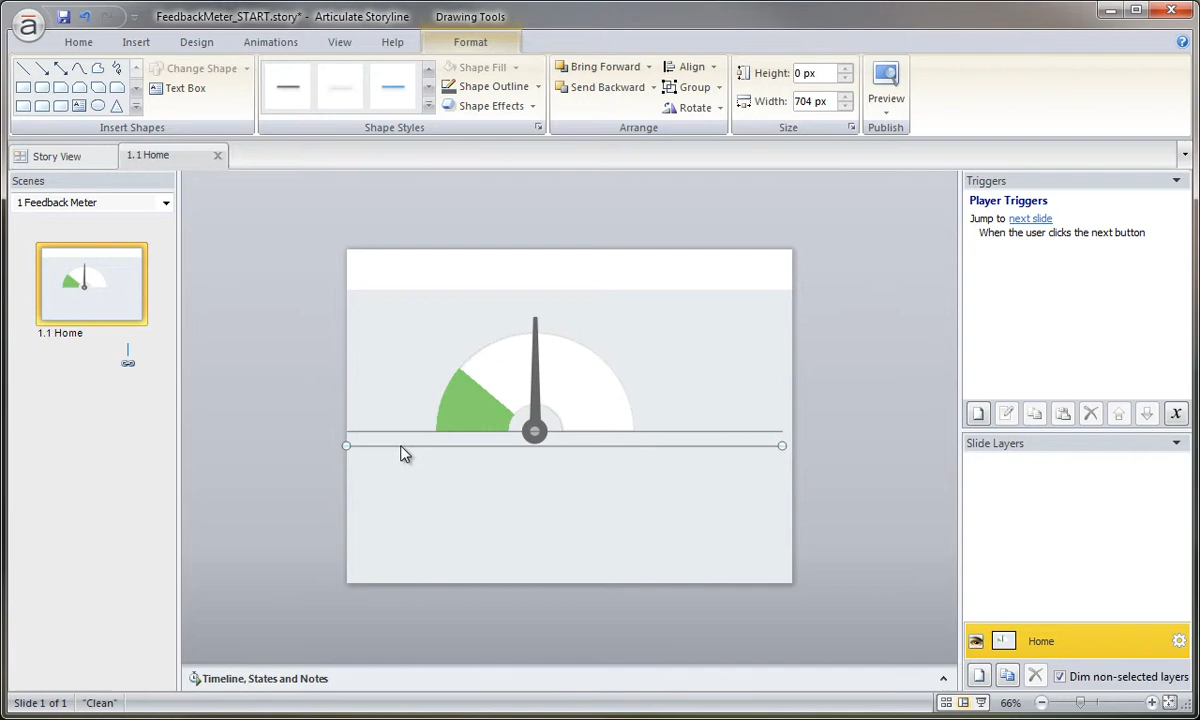 FeedbackMeter_START.story* - Articulate Storyline
Drawing Tools
Home
Insert
Design
Animations
View
Help
Format
Change Shape
Text Box
Insert Shapes
Shape Fill
Shape Outline
Shape Effects
Shape Styles
Bring Forward
Send Backward
Align
Group
Rotate
Arrange
Height: 0 px
Width: 704 px
Size
Preview
Publish
Story View
1.1 Home
Scenes
1 Feedback Meter
1.1 Home
Triggers
Player Triggers
Jump to next slide
When the user clicks the next button
Slide Layers
Home
Dim non-selected layers
Timeline, States and Notes
Slide 1 of 1
"Clean"
66%